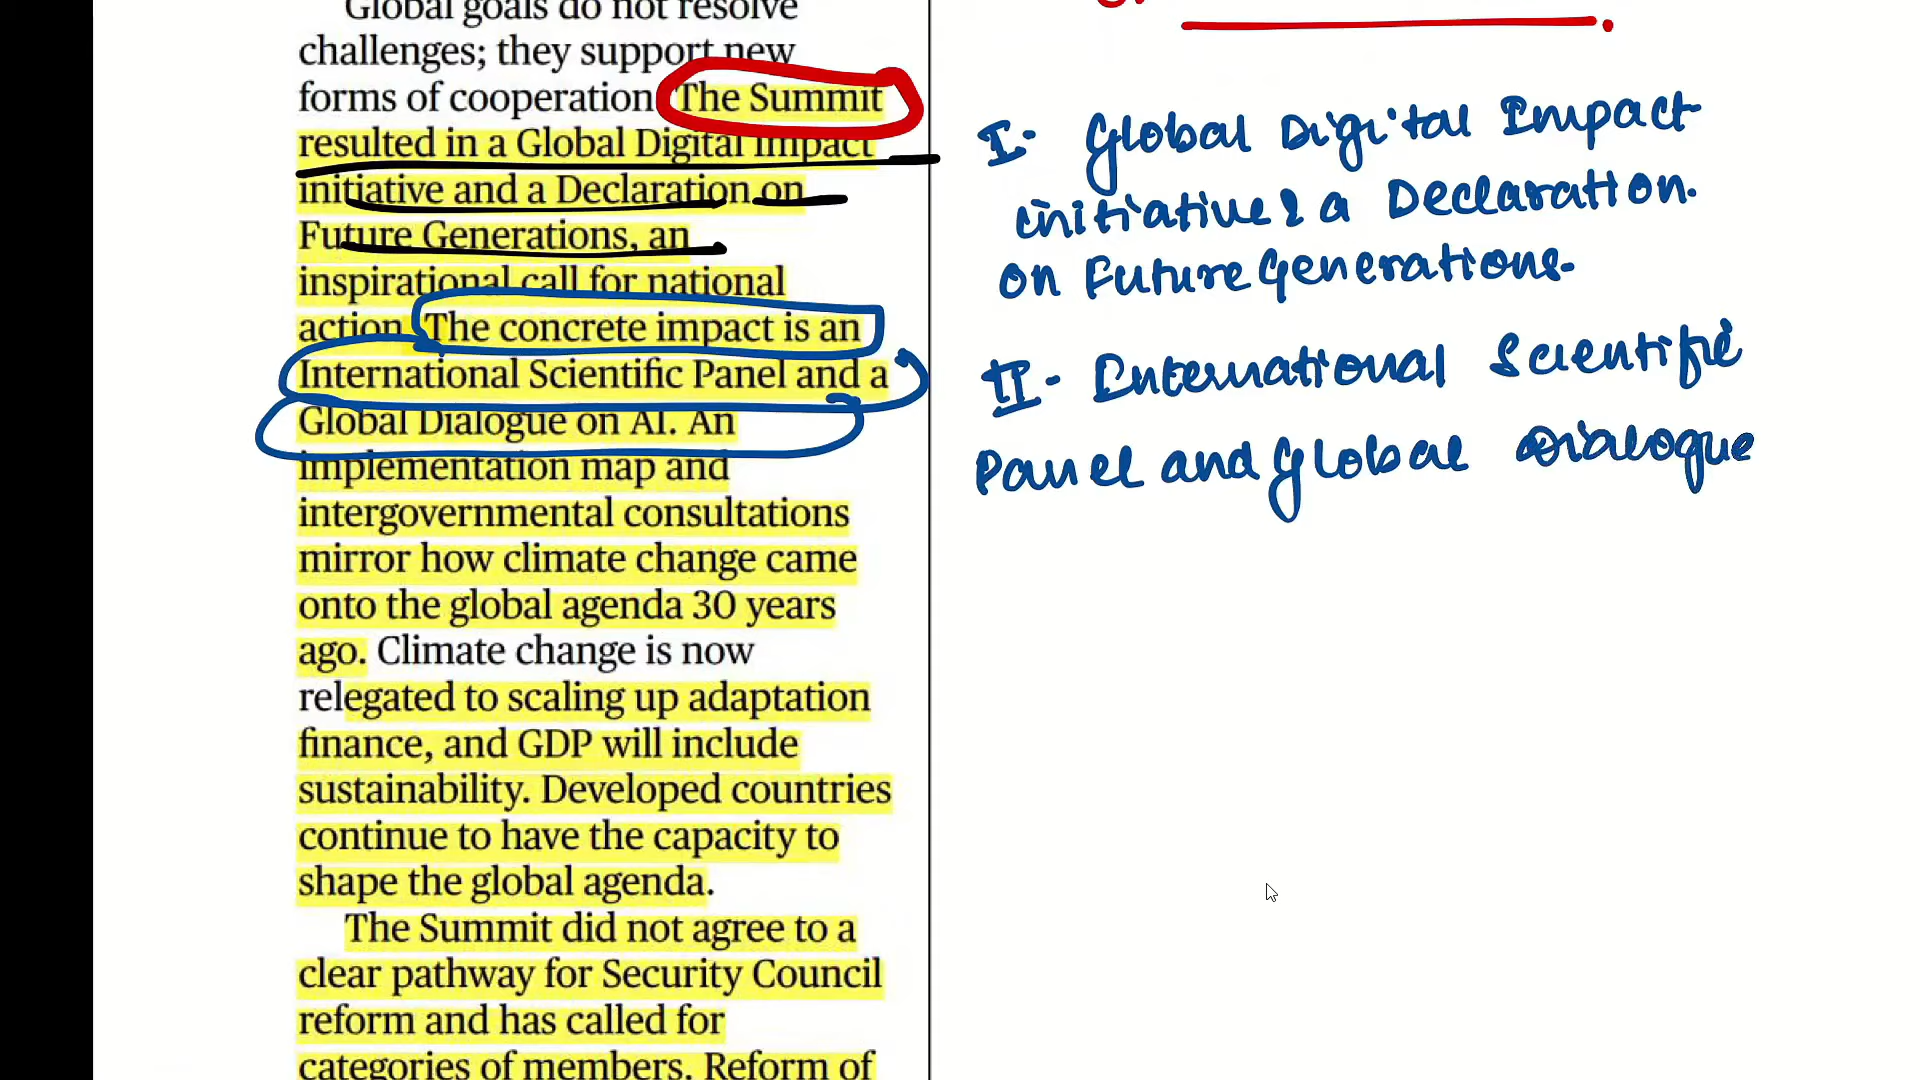 Global goals do not resolve
challenges; they support new
forms of cooperation. The Summit
resulted in a Global Digital Impact
initiative and a Declaration on
Future Generations, an
inspirational call for national
action. The concrete impact is an
International Scientific Panel and a
Global Dialogue on AI. An
implementation map and
intergovernmental consultations
mirror how climate change came
onto the global agenda 30 years
ago. Climate change is now
relegated to scaling up adaptation
finance, and GDP will include
sustainability. Developed countries
continue to have the capacity to
shape the global agenda.
The Summit did not agree to a
clear pathway for Security Council
reform and has called for
categories of members. Reform of
I. Global Digital Impact
initiative & a Declaration.
on Future Generations.
II. International Scientific
Panel and Global Dialogue